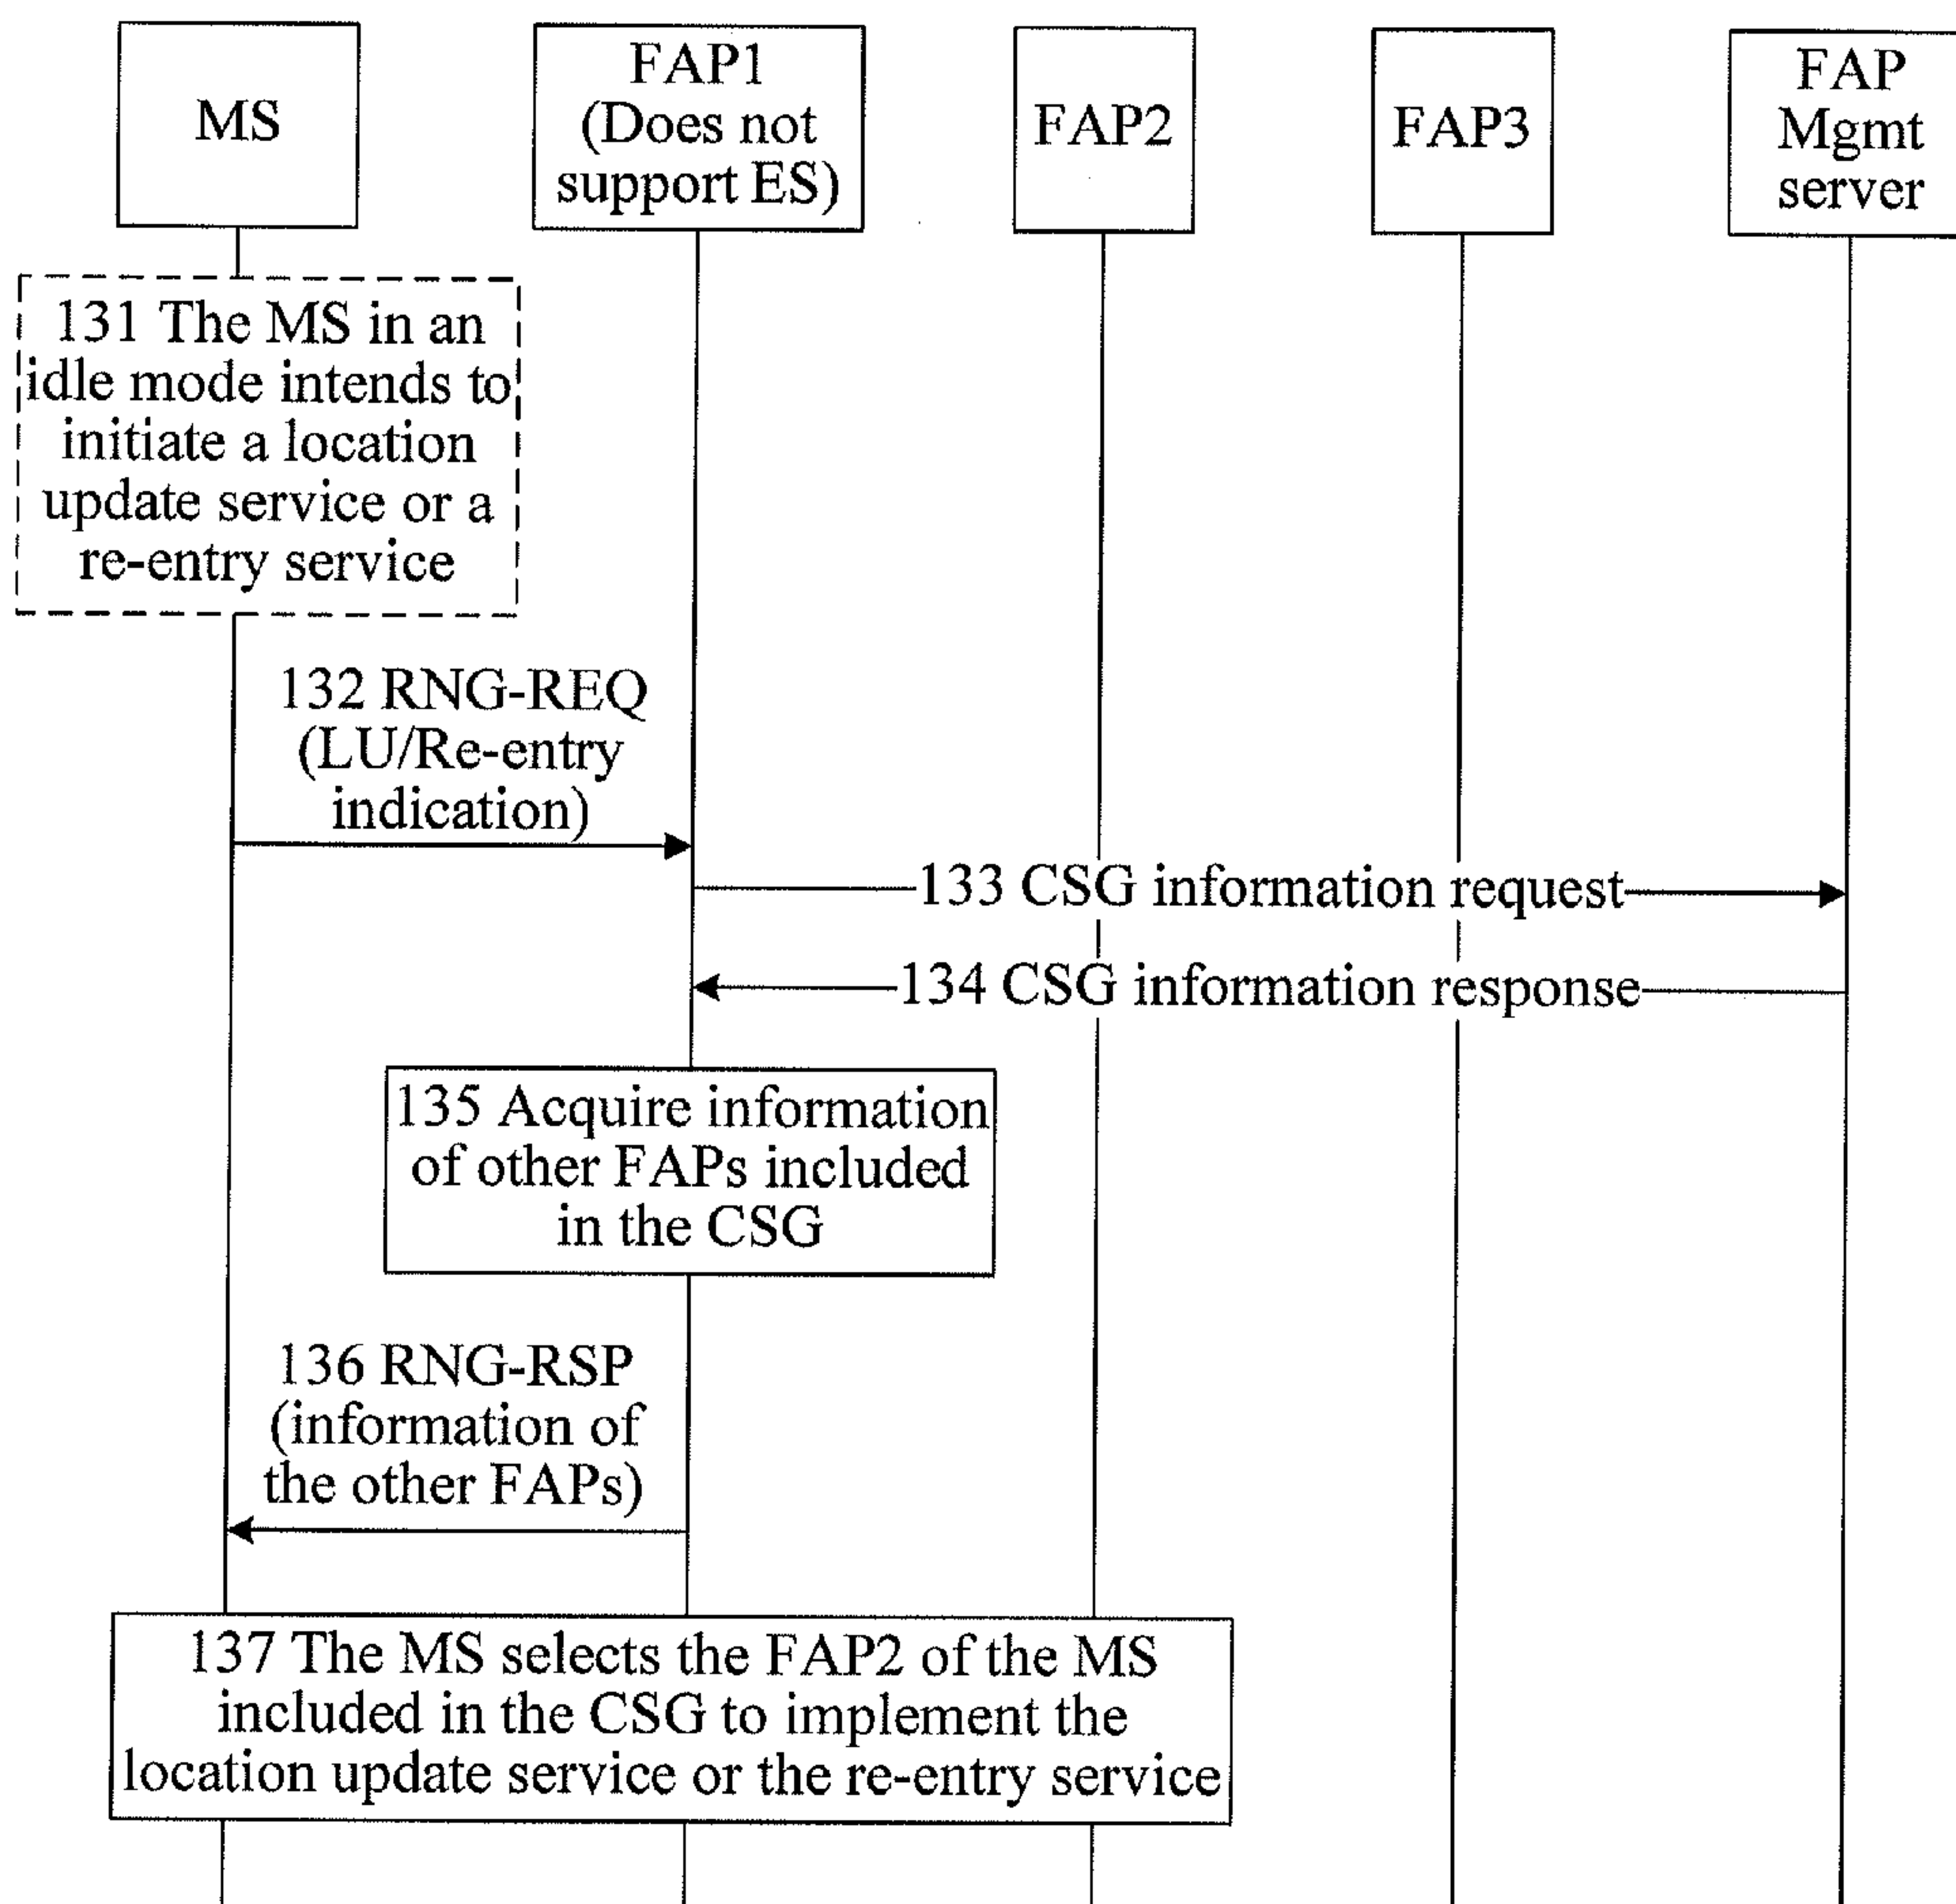 MS
FAP1
(Does not
support ES)
FAP2
FAP3
FAP
Mgmt
server
131 The MS in an
idle mode intends to
initiate a location
update service or a
re-entry service
132 RNG-REQ
(LU/Re-entry
indication)
133 CSG information request
134 CSG information response
135 Acquire information
of other FAPs included
in the CSG
136 RNG-RSP
(information of
the other FAPs)
137 The MS selects the FAP2 of the MS
included in the CSG to implement the
location update service or the re-entry service